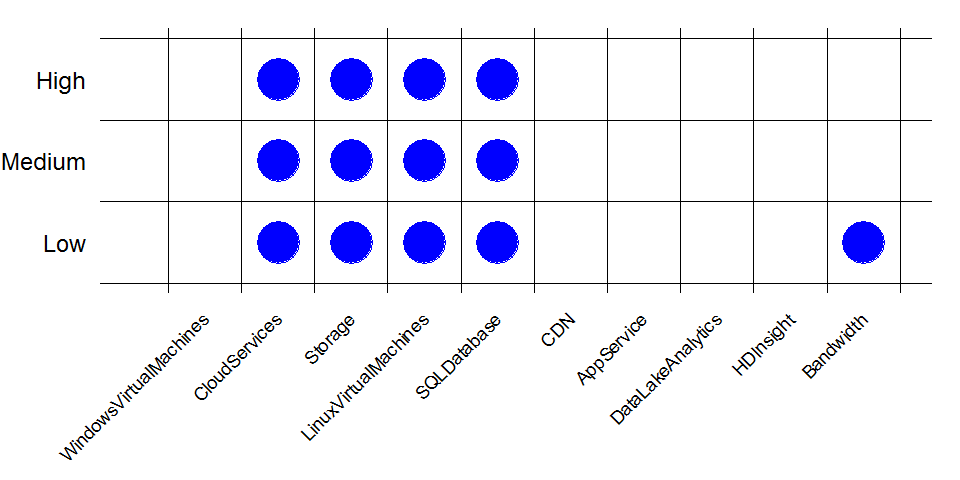 High
Medium
Low
WindowsVirtualMachines
CloudServices
Storage
LinuxVirtualMachines
SQLDatabase
CDN
AppService
DataLakeAnalytics
HDInsight
Bandwidth